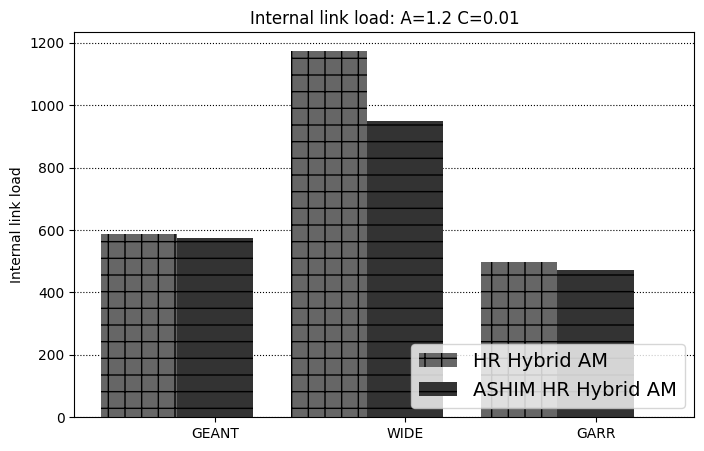 Internal link load: A=1.2 C=0.01
1200
1000
800
600
400
200
0
Internal link load
HR Hybrid AM
ASHIM HR Hybrid AM
GEANT
WIDE
GARR